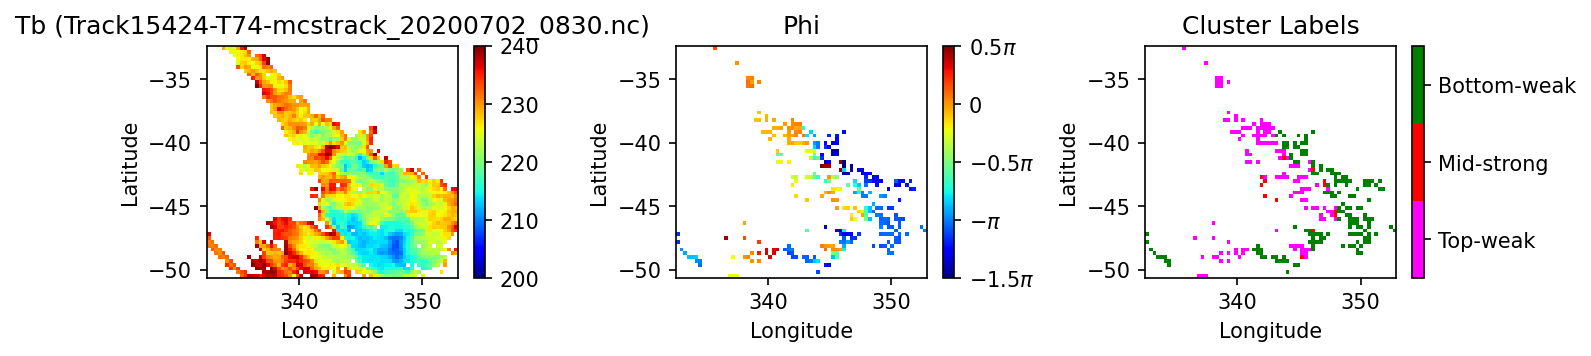 Tb (Track15424-T74-mcstrack_20200702_0830.nc)
Latitude
−35
−40
−45
−50
340
350
Longitude
240
230
220
210
200
Phi
Latitude
−35
−40
−45
−50
340
350
Longitude
0.5π
0
−0.5π
−π
−1.5π
Cluster Labels
Latitude
−35
−40
−45
−50
340
350
Longitude
Bottom-weak
Mid-strong
Top-weak